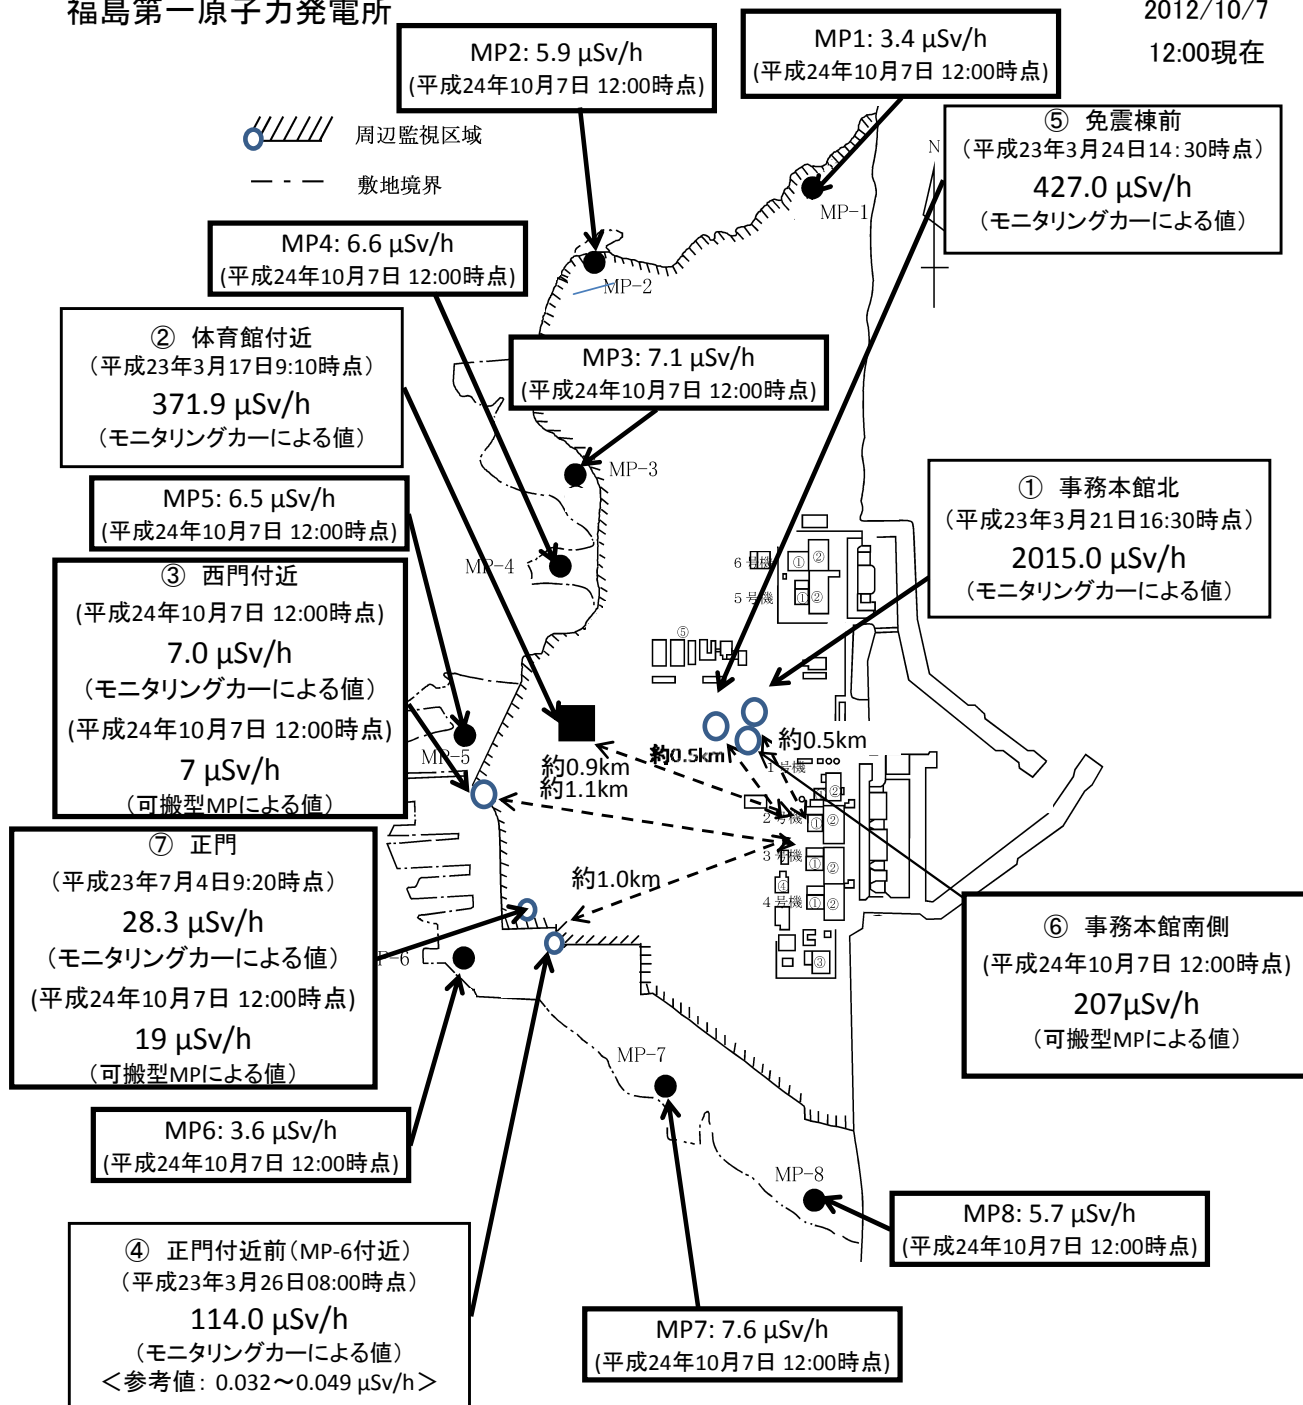 福島第一原子力発電所
2012/10/7
12:00現在
MP2: 5.9 μSv/h
(平成24年10月7日 12:00時点)
MP1: 3.4 μSv/h
(平成24年10月7日 12:00時点)
周辺監視区域
敷地境界
⑤ 免震棟前
(平成23年3月24日14:30時点)
427.0 μSv/h
(モニタリングカーによる値)
N
MP-1
MP4: 6.6 μSv/h
(平成24年10月7日 12:00時点)
MP-2
② 体育館付近
(平成23年3月17日9:10時点)
371.9 μSv/h
(モニタリングカーによる値)
MP3: 7.1 μSv/h
(平成24年10月7日 12:00時点)
MP-3
MP5: 6.5 μSv/h
(平成24年10月7日 12:00時点)
① 事務本館北
(平成23年3月21日16:30時点)
2015.0 μSv/h
(モニタリングカーによる値)
MP-4
6号機
① ②
5号機
① ②
⑤
③ 西門付近
(平成24年10月7日 12:00時点)
7.0 μSv/h
(モニタリングカーによる値)
(平成24年10月7日 12:00時点)
7 μSv/h
(可搬型MPによる値)
MP-5
約0.9km
約1.1km
約0.5km
約0.5km
1号機
②
2号機
① ②
3号機
① ②
④
4号機
① ②
③
約1.0km
⑦ 正門
(平成23年7月4日9:20時点)
28.3 μSv/h
(モニタリングカーによる値)
(平成24年10月7日 12:00時点)
19 μSv/h
(可搬型MPによる値)
P-6
⑥ 事務本館南側
(平成24年10月7日 12:00時点)
207μSv/h
(可搬型MPによる値)
MP-7
MP6: 3.6 μSv/h
(平成24年10月7日 12:00時点)
MP-8
MP8: 5.7 μSv/h
(平成24年10月7日 12:00時点)
④ 正門付近前(MP-6付近)
(平成23年3月26日08:00時点)
114.0 μSv/h
(モニタリングカーによる値)
<参考値: 0.032~0.049 μSv/h>
MP7: 7.6 μSv/h
(平成24年10月7日 12:00時点)